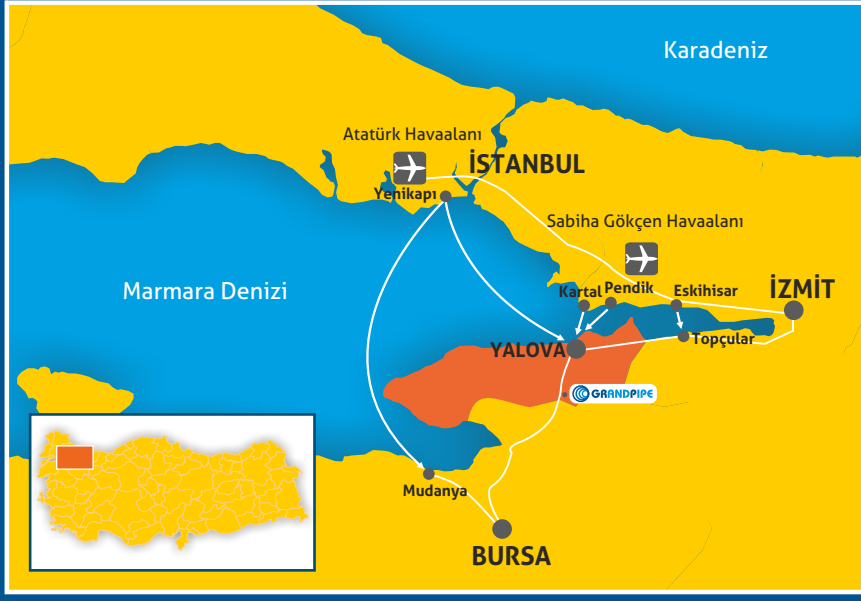 Karadeniz
Atatürk Havaalanı
İSTANBUL
Yenikapı
Sabiha Gökçen Havaalanı
Marmara Denizi
Kartal
Pendik
Eskihisar
İZMİT
YALOVA
Topçular
GRANDPIPE
Mudanya
BURSA